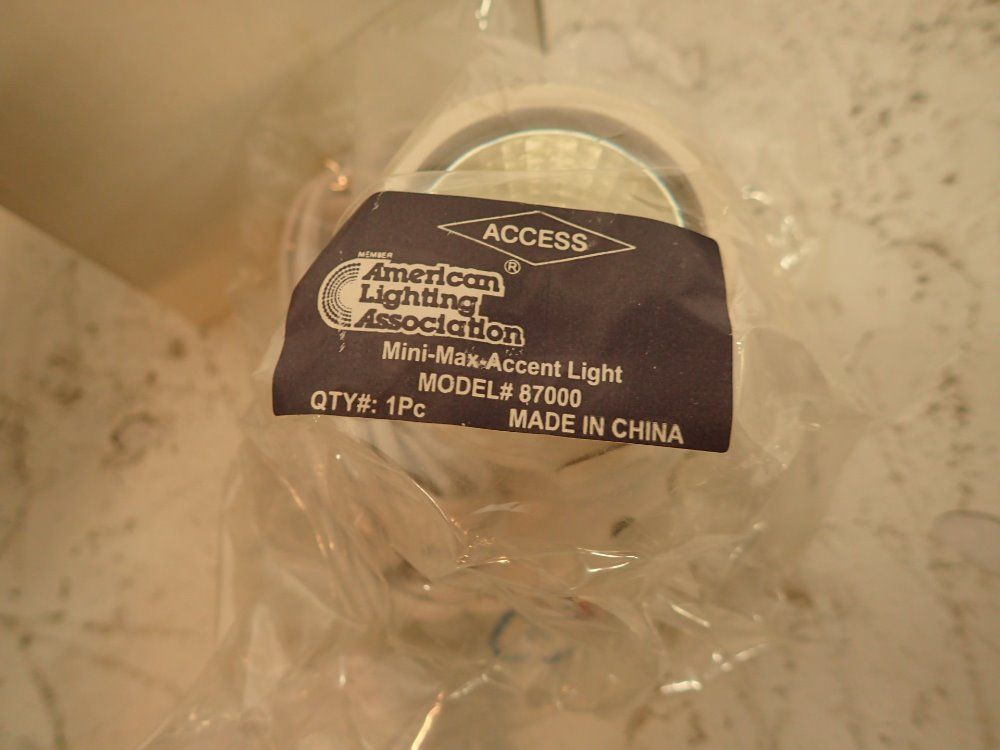 ACCESS
®
MEMBER
American
Lighting
Association
Mini-Max-Accent Light
MODEL# 87000
QTY#: 1Pc
MADE IN CHINA